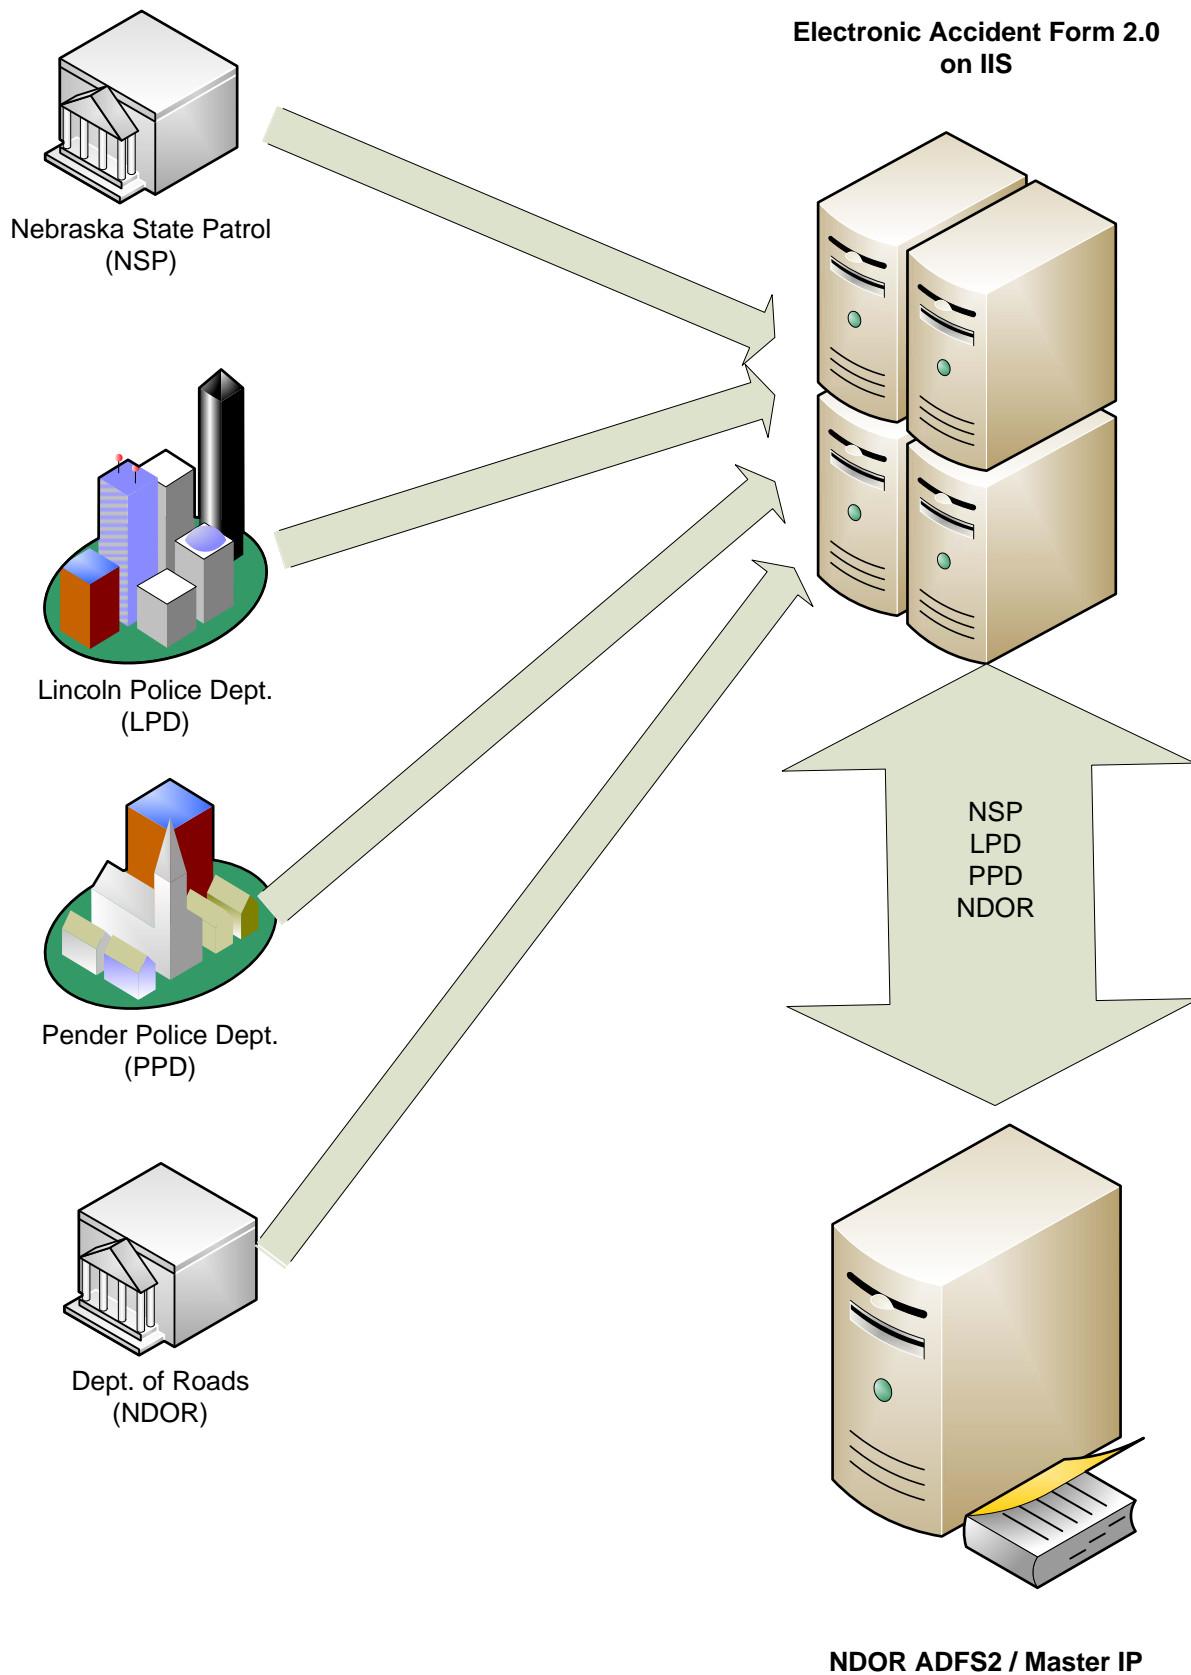 Electronic Accident Form 2.0
on IIS
Nebraska State Patrol
(NSP)
Lincoln Police Dept.
(LPD)
NSP
LPD
PPD
NDOR
Pender Police Dept.
(PPD)
Dept. of Roads
(NDOR)
NDOR ADFS2 / Master IP